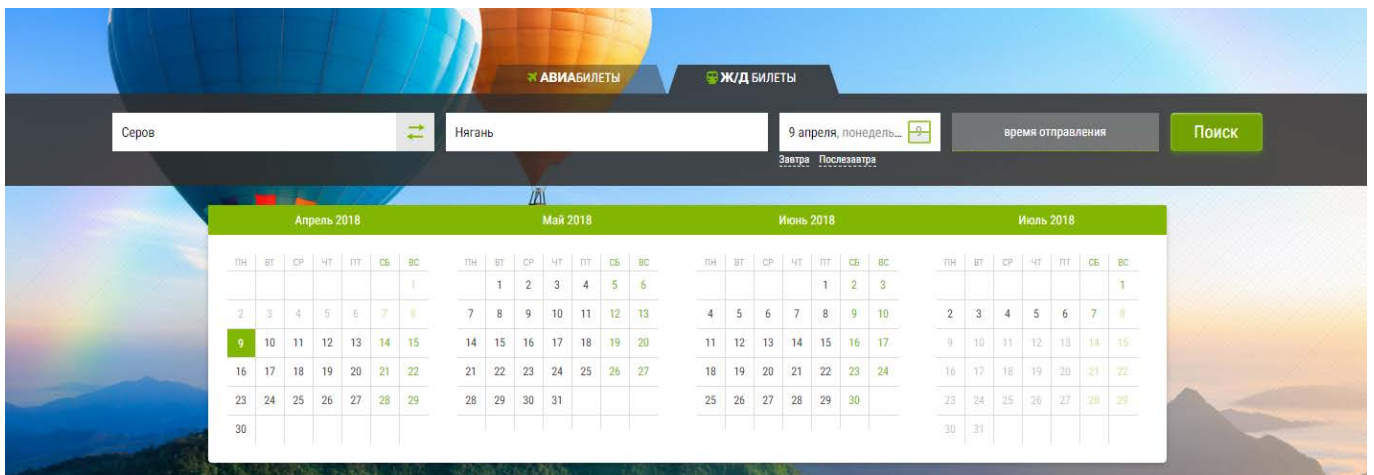 АВИАБИЛЕТЫ Ж/Д БИЛЕТЫ
Серов Нягань 9 апреля, понедель... 9 время отправления Поиск
Завтра Послезавтра
Апрель 2018 Май 2018 Июнь 2018 Июль 2018
ПН ВТ СР ЧТ ПТ СБ ВС ПН ВТ СР ЧТ ПТ СБ ВС ПН ВТ СР ЧТ ПТ СБ ВС ПН ВТ СР ЧТ ПТ СБ ВС
1 1 2 3 4 5 6 1 2 3 1
2 3 4 5 6 7 8 7 8 9 10 11 12 13 4 5 6 7 8 9 10 2 3 4 5 6 7 8
9 10 11 12 13 14 15 14 15 16 17 18 19 20 11 12 13 14 15 16 17 9 10 11 12 13 14 15
16 17 18 19 20 21 22 21 22 23 24 25 26 27 18 19 20 21 22 23 24 16 17 18 19 20 21 22
23 24 25 26 27 28 29 28 29 30 31 25 26 27 28 29 30 23 24 25 26 27 28 29
30 30 31